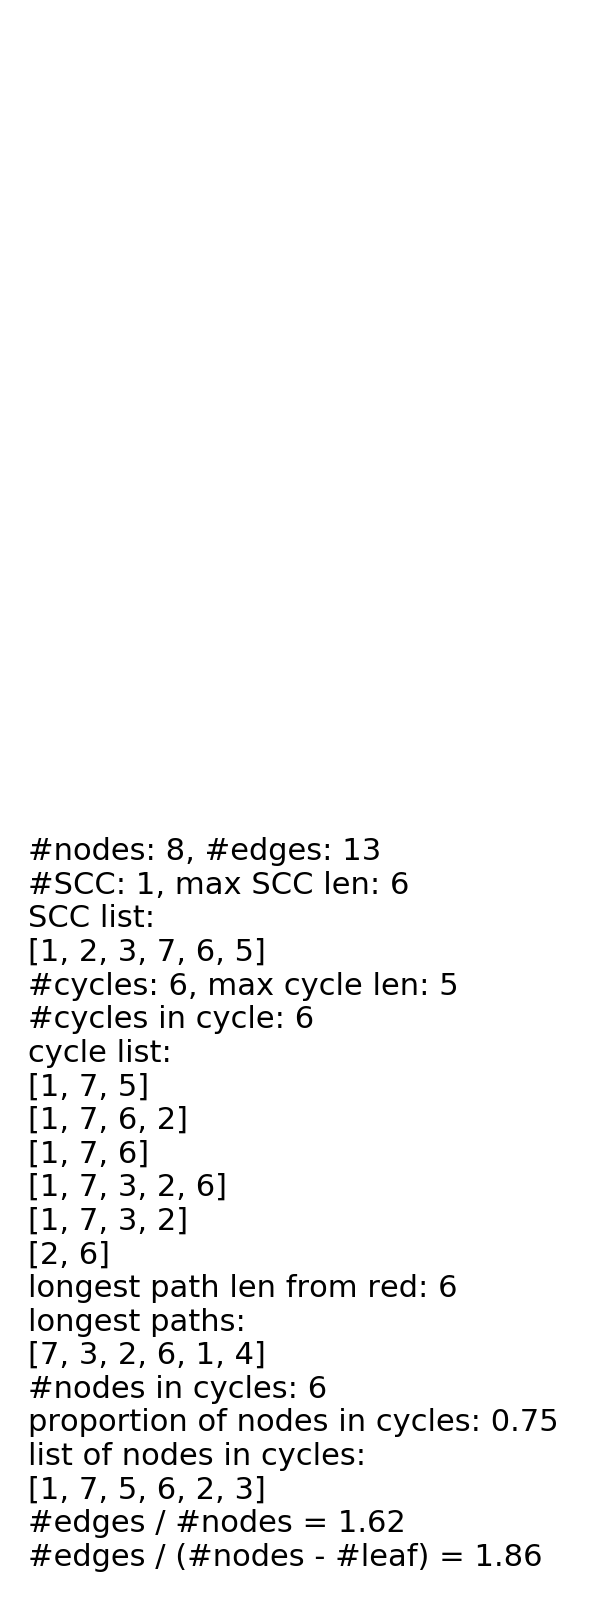 #nodes: 8, #edges: 13
#SCC: 1, max SCC len: 6
SCC list:
[1, 2, 3, 7, 6, 5]
#cycles: 6, max cycle len: 5
#cycles in cycle: 6
cycle list:
[1, 7, 5]
[1, 7, 6, 2]
[1, 7, 6]
[1, 7, 3, 2, 6]
[1, 7, 3, 2]
[2, 6]
longest path len from red: 6
longest paths:
[7, 3, 2, 6, 1, 4]
#nodes in cycles: 6
proportion of nodes in cycles: 0.75
list of nodes in cycles:
[1, 7, 5, 6, 2, 3]
#edges / #nodes = 1.62
#edges / (#nodes - #leaf) = 1.86